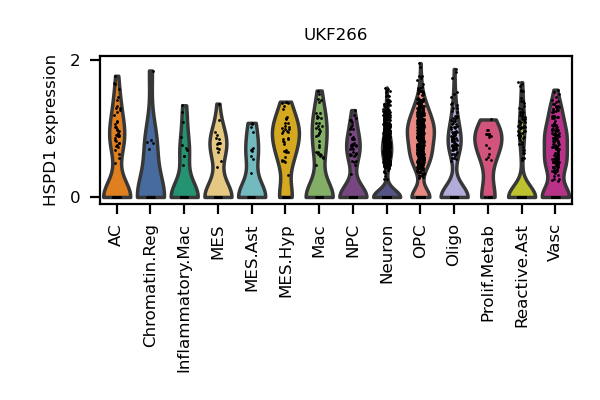 UKF266
HSPD1 expression
2
0
AC
Chromatin.Reg
Inflammatory.Mac
MES
MES.Ast
MES.Hyp
Mac
NPC
Neuron
OPC
Oligo
Prolif.Metab
Reactive.Ast
Vasc